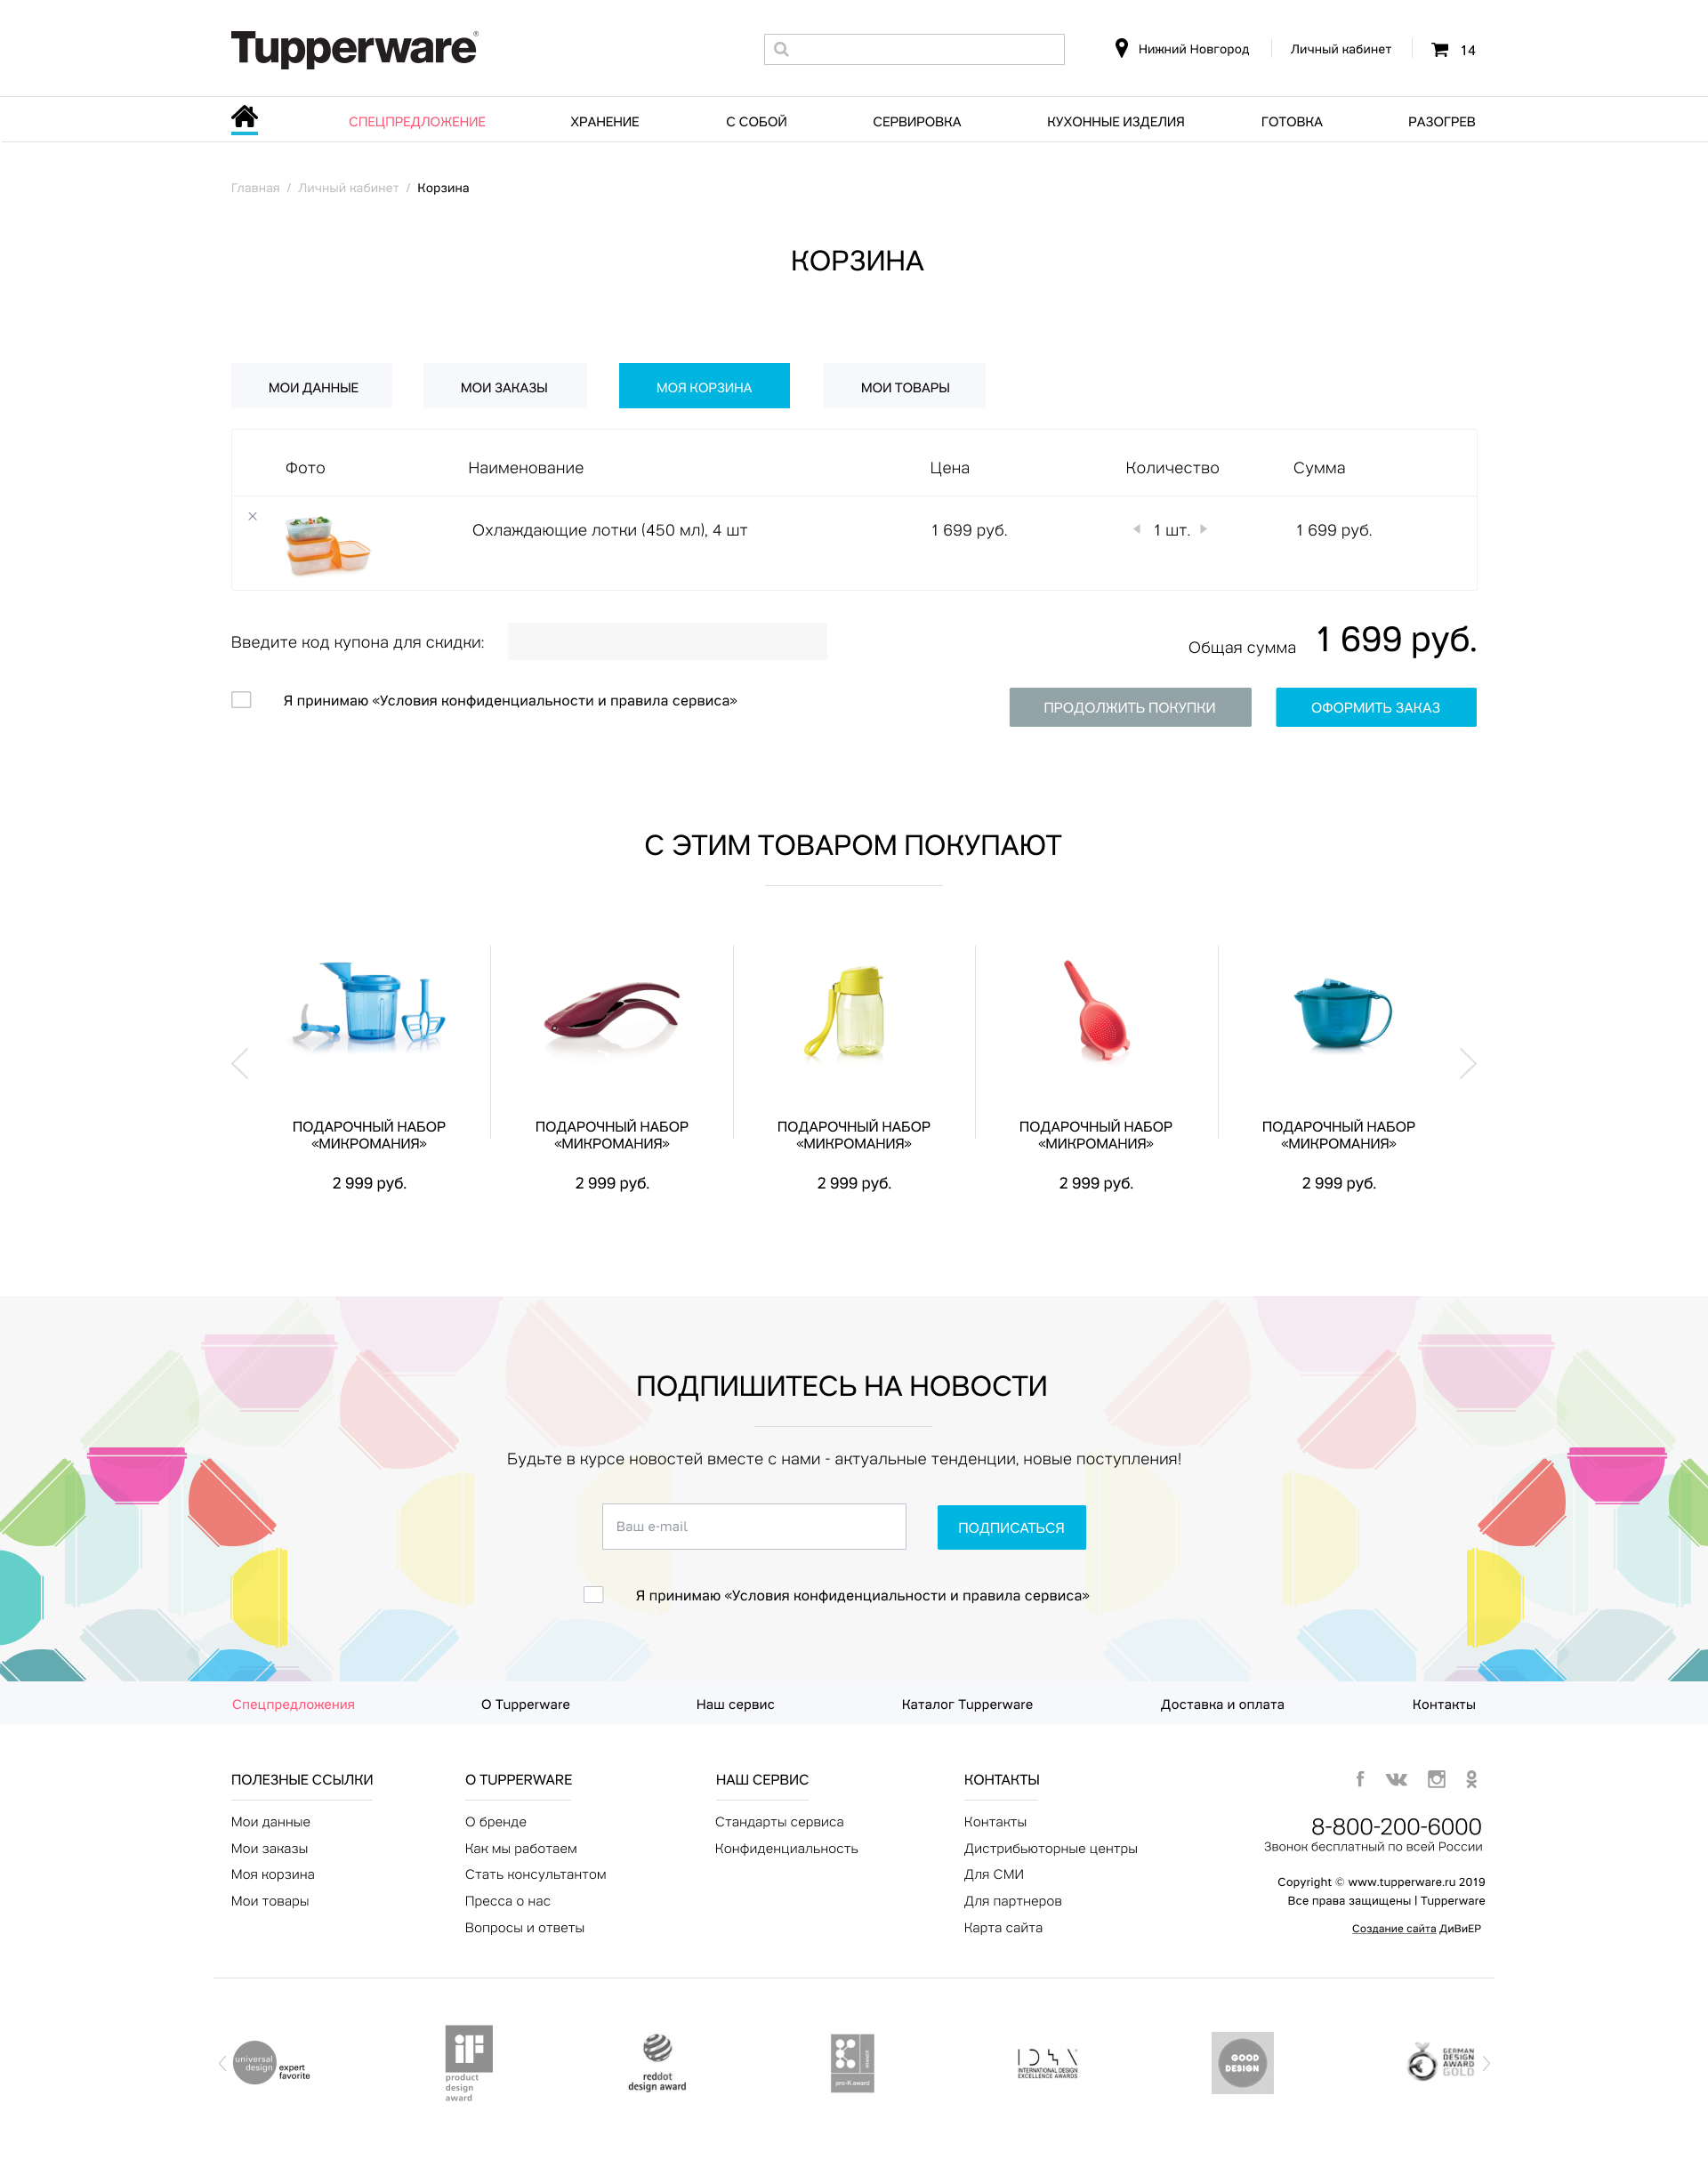 Tupperware®
Нижний Новгород
Личный кабинет
14
СПЕЦПРЕДЛОЖЕНИЕ
ХРАНЕНИЕ
С СОБОЙ
СЕРВИРОВКА
КУХОННЫЕ ИЗДЕЛИЯ
ГОТОВКА
РАЗОГРЕВ
Главная / Личный кабинет / Корзина
КОРЗИНА
МОИ ДАННЫЕ
МОИ ЗАКАЗЫ
МОЯ КОРЗИНА
МОИ ТОВАРЫ
Фото
Наименование
Цена
Количество
Сумма
Охлаждающие лотки (450 мл), 4 шт
1 699 руб.
1 шт.
1 699 руб.
Введите код купона для скидки:
Общая сумма
1 699 руб.
Я принимаю «Условия конфиденциальности и правила сервиса»
ПРОДОЛЖИТЬ ПОКУПКИ
ОФОРМИТЬ ЗАКАЗ
С ЭТИМ ТОВАРОМ ПОКУПАЮТ
ПОДАРОЧНЫЙ НАБОР
«МИКРОМАНИЯ»
2 999 руб.
ПОДАРОЧНЫЙ НАБОР
«МИКРОМАНИЯ»
2 999 руб.
ПОДАРОЧНЫЙ НАБОР
«МИКРОМАНИЯ»
2 999 руб.
ПОДАРОЧНЫЙ НАБОР
«МИКРОМАНИЯ»
2 999 руб.
ПОДАРОЧНЫЙ НАБОР
«МИКРОМАНИЯ»
2 999 руб.
ПОДПИШИТЕСЬ НА НОВОСТИ
Будьте в курсе новостей вместе с нами - актуальные тенденции, новые поступления!
Ваш e-mail
ПОДПИСАТЬСЯ
Я принимаю «Условия конфиденциальности и правила сервиса»
Спецпредложения
О Tupperware
Наш сервис
Каталог Tupperware
Доставка и оплата
Контакты
ПОЛЕЗНЫЕ ССЫЛКИ
Мои данные
Мои заказы
Моя корзина
Мои товары
О TUPPERWARE
О бренде
Как мы работаем
Стать консультантом
Пресса о нас
Вопросы и ответы
НАШ СЕРВИС
Стандарты сервиса
Конфиденциальность
КОНТАКТЫ
Контакты
Дистрибьюторные центры
Для СМИ
Для партнеров
Карта сайта
8-800-200-6000
Звонок бесплатный по всей России
Copyright © www.tupperware.ru 2019
Все права защищены | Tupperware
Создание сайта ДиВиЕР
universal
design
expert
favorite
iF
product
design
award
reddot
design award
pro-K award
IDEA
INTERNATIONAL DESIGN
EXCELLENCE AWARDS
GOOD
DESIGN
GERMAN
DESIGN
AWARD
GOLD